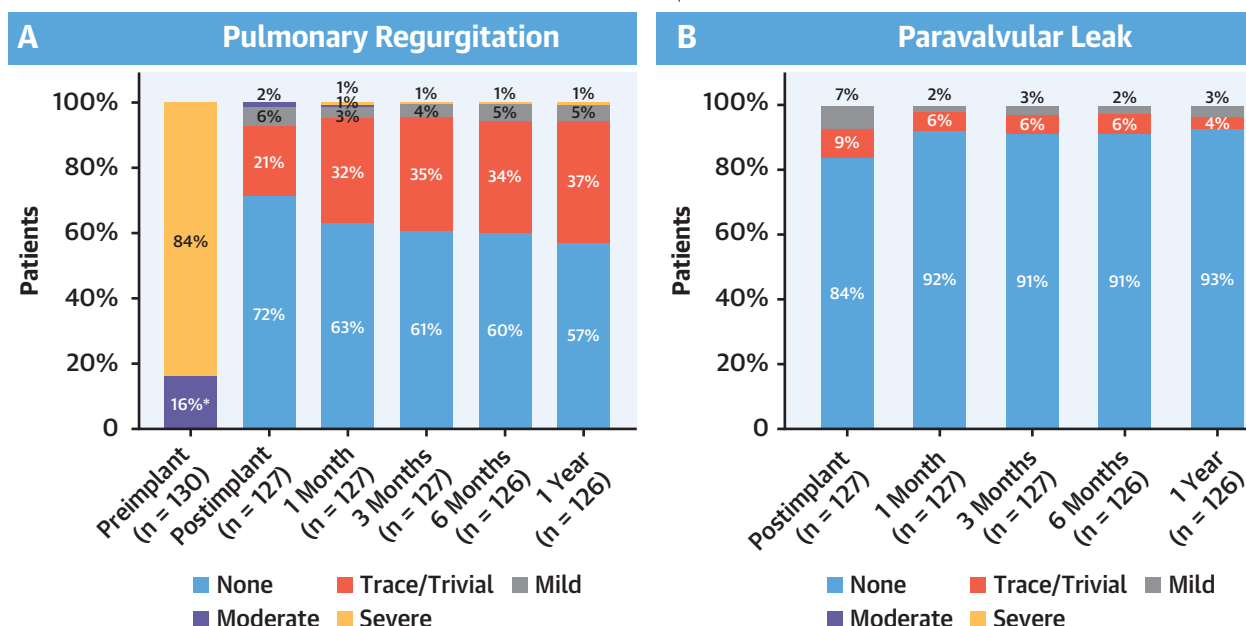 A Pulmonary Regurgitation
Patients
100%
80%
60%
40%
20%
0
84%
16%*
2%
6%
21%
72%
1%
1%
3%
32%
63%
1%
4%
35%
61%
1%
5%
34%
60%
1%
5%
37%
57%
Preimplant
(n = 130)
Postimplant
(n = 127)
1 Month
(n = 127)
3 Months
(n = 127)
6 Months
(n = 126)
1 Year
(n = 126)
None Trace/Trivial Mild
Moderate Severe
B Paravalvular Leak
Patients
100%
80%
60%
40%
20%
0
7%
9%
84%
2%
6%
92%
3%
6%
91%
2%
6%
91%
3%
4%
93%
Postimplant
(n = 127)
1 Month
(n = 127)
3 Months
(n = 127)
6 Months
(n = 126)
1 Year
(n = 126)
None Trace/Trivial Mild
Moderate Severe